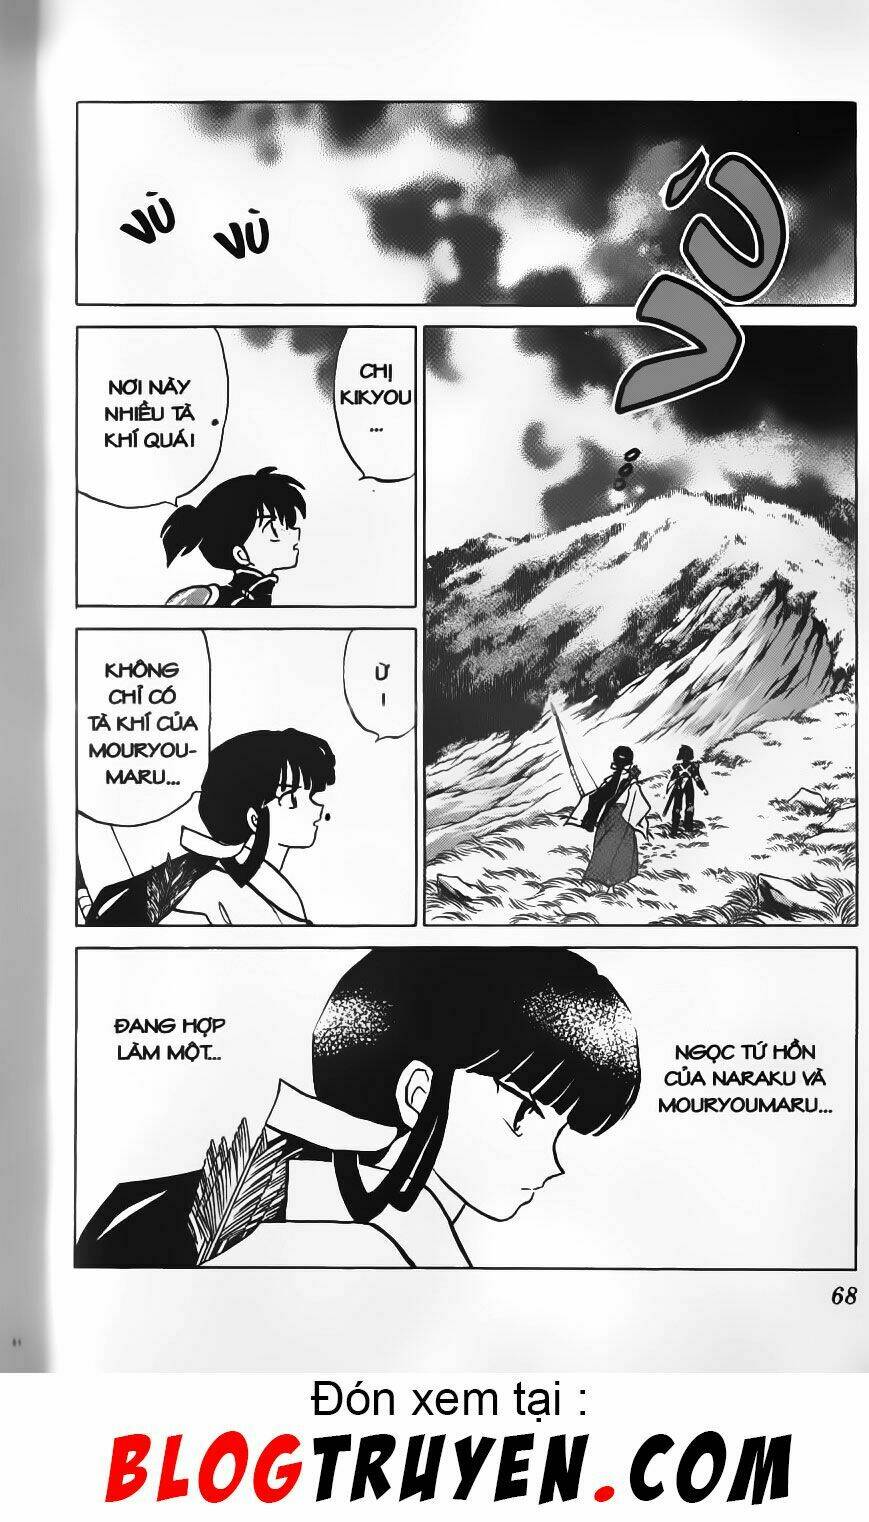 VÙ
VÙ
VÙ
CHỊ
KIKYOU
...
NƠI NÀY
NHIỀU TÀ
KHÍ QUÁ!
Ừ
!
KHÔNG
CHỈ CÓ
TÀ KHÍ CỦA
MOURYOU-
MARU...
NGỌC TỨ HỒN
CỦA NARAKU VÀ
MOURYOUMARU...
ĐANG HỢP
LÀM MỘT...
68
Đón xem tại :
BLOGTRUYEN.COM